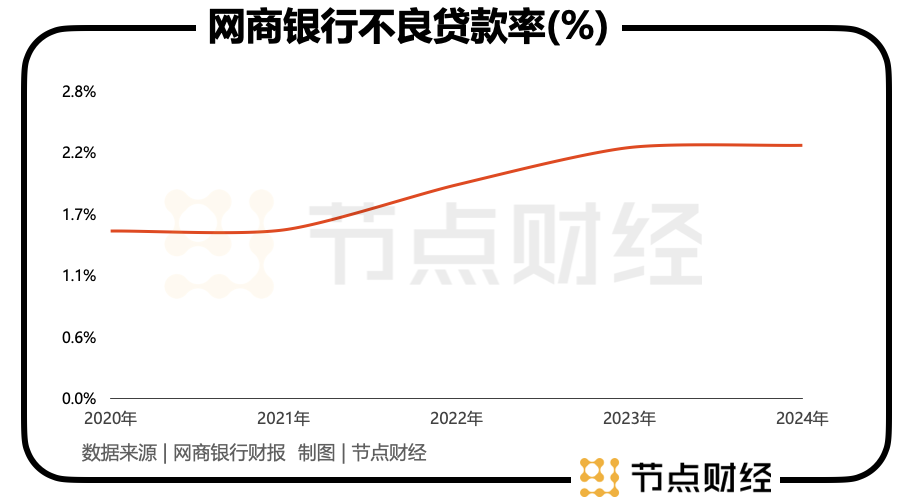 网商银行不良贷款率(%)
2.8%
2.2%
1.7%
节点财经
1.1%
0.6%
0.0%
2020年 2021年 2022年 2023年 2024年
数据来源 | 网商银行财报 制图 | 节点财经
节点财经